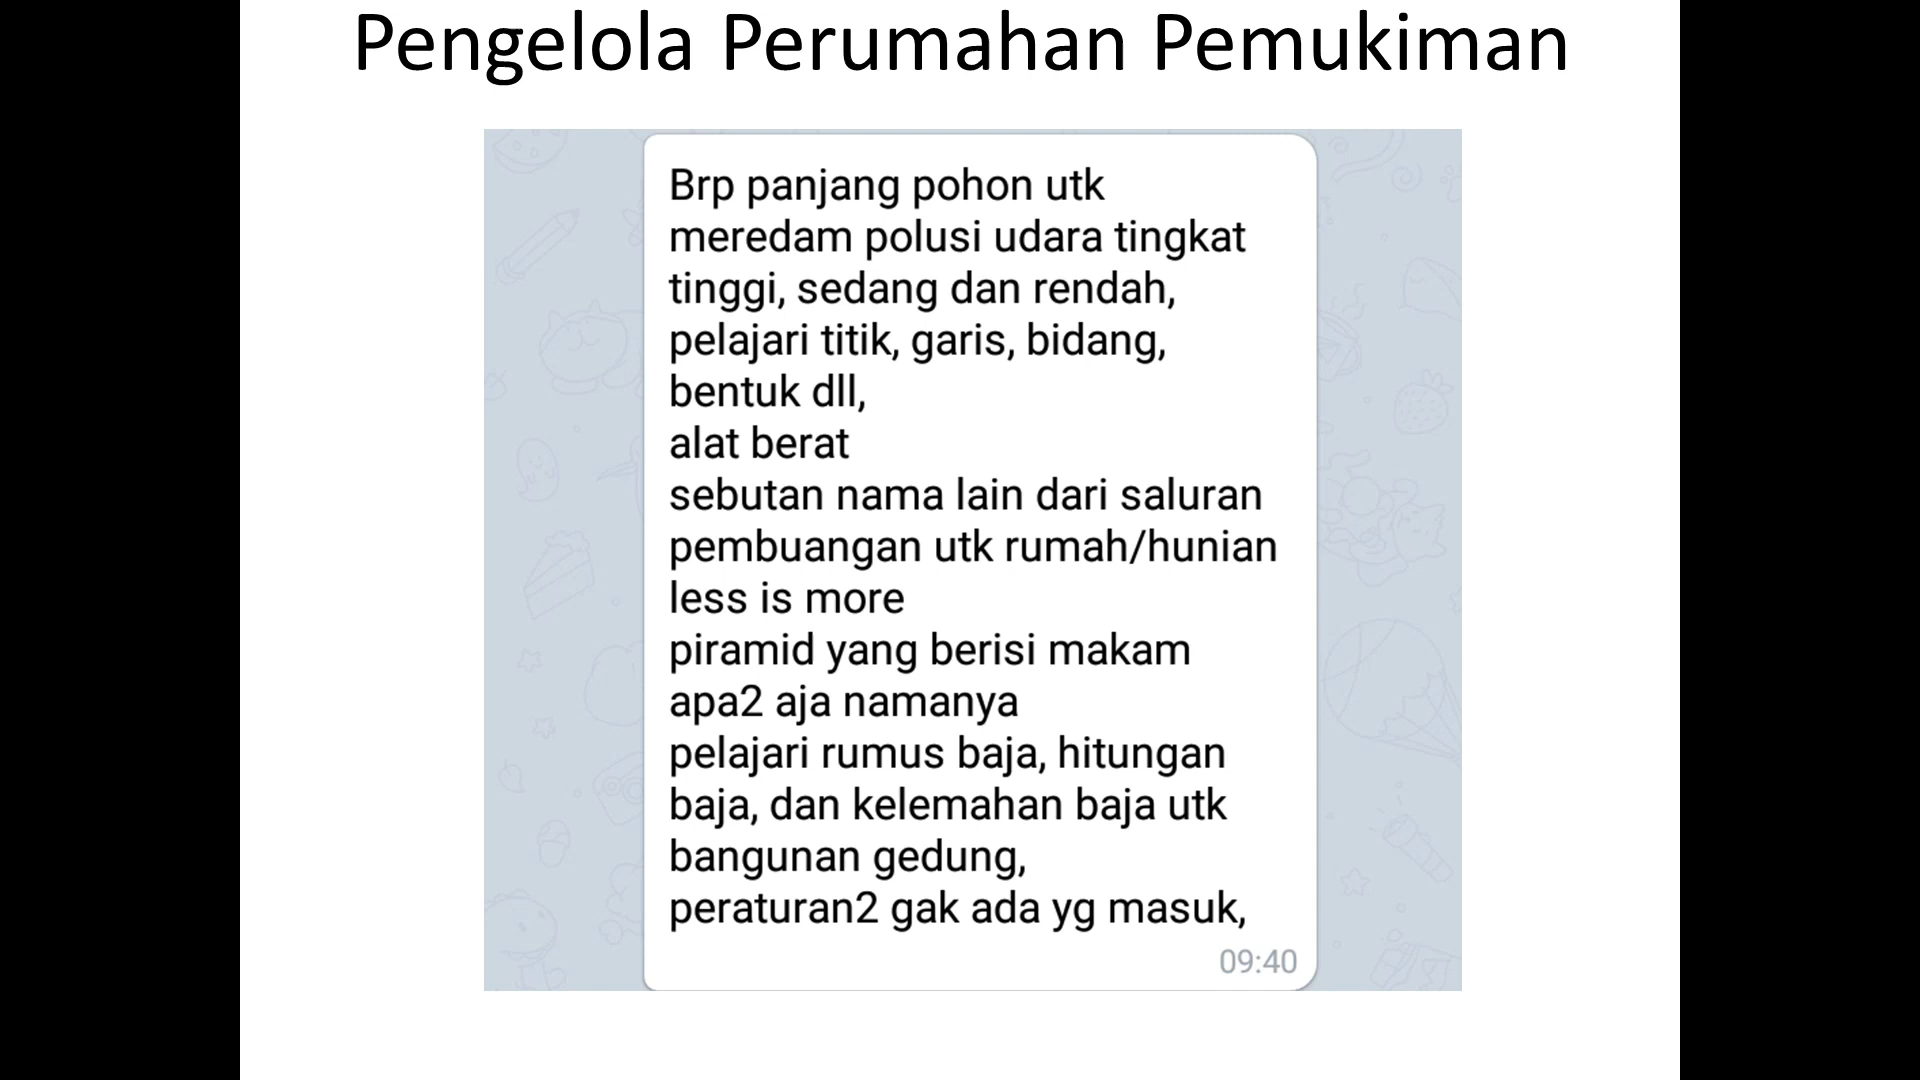 Pengelola Perumahan Pemukiman
Brp panjang pohon utk
meredam polusi udara tingkat
tinggi, sedang dan rendah,
pelajari titik, garis, bidang,
bentuk dll,
alat berat
sebutan nama lain dari saluran
pembuangan utk rumah/hunian
less is more
piramid yang berisi makam
apa2 aja namanya
pelajari rumus baja, hitungan
baja, dan kelemahan baja utk
bangunan gedung,
peraturan2 gak ada yg masuk,
09:40